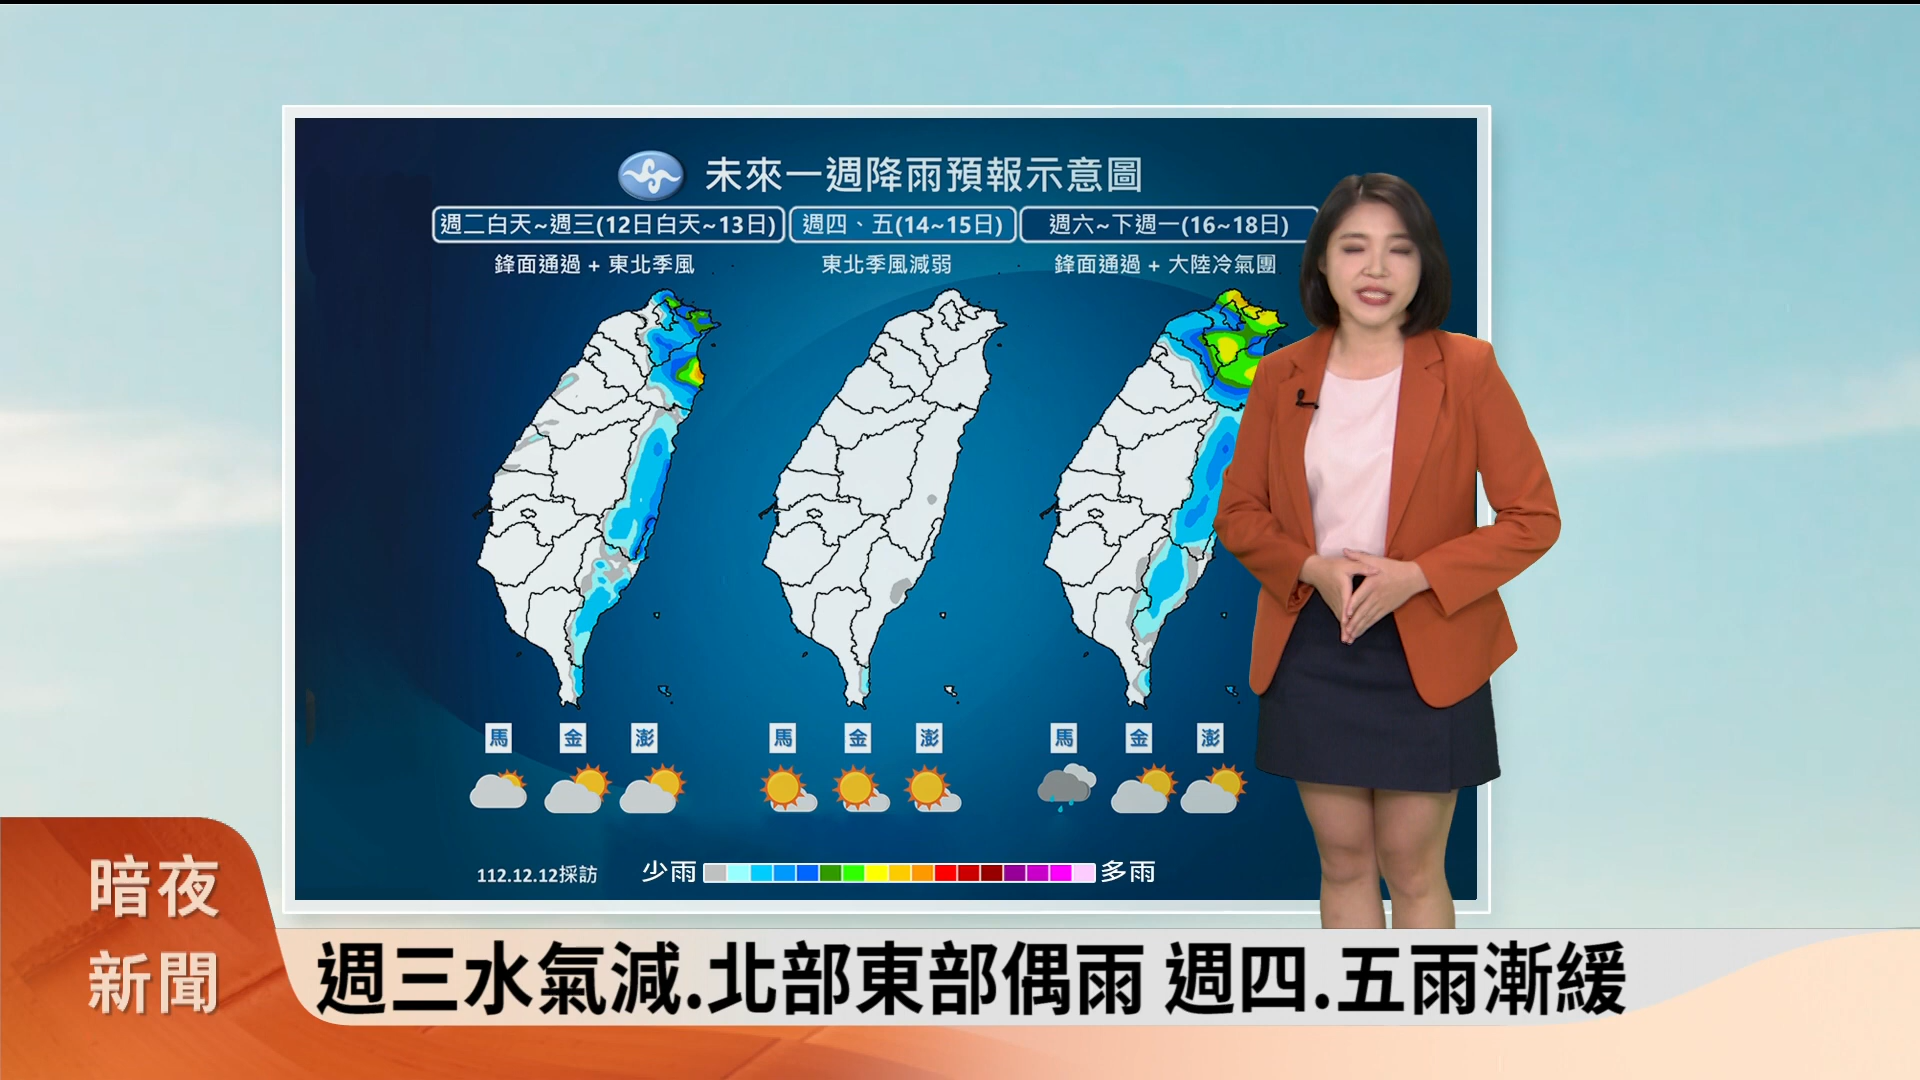 未來一週降雨預報示意圖
週二白天~週三(12日白天~13日) 週四、五(14~15日) 週六~下週一(16~18日)
鋒面通過 + 東北季風 東北季風減弱 鋒面通過 + 大陸冷氣團
馬 金 澎 馬 金 澎 馬 金 澎
112.12.12採訪 少雨 多雨
暗夜
新聞
週三水氣減.北部東部偶雨 週四.五雨漸緩